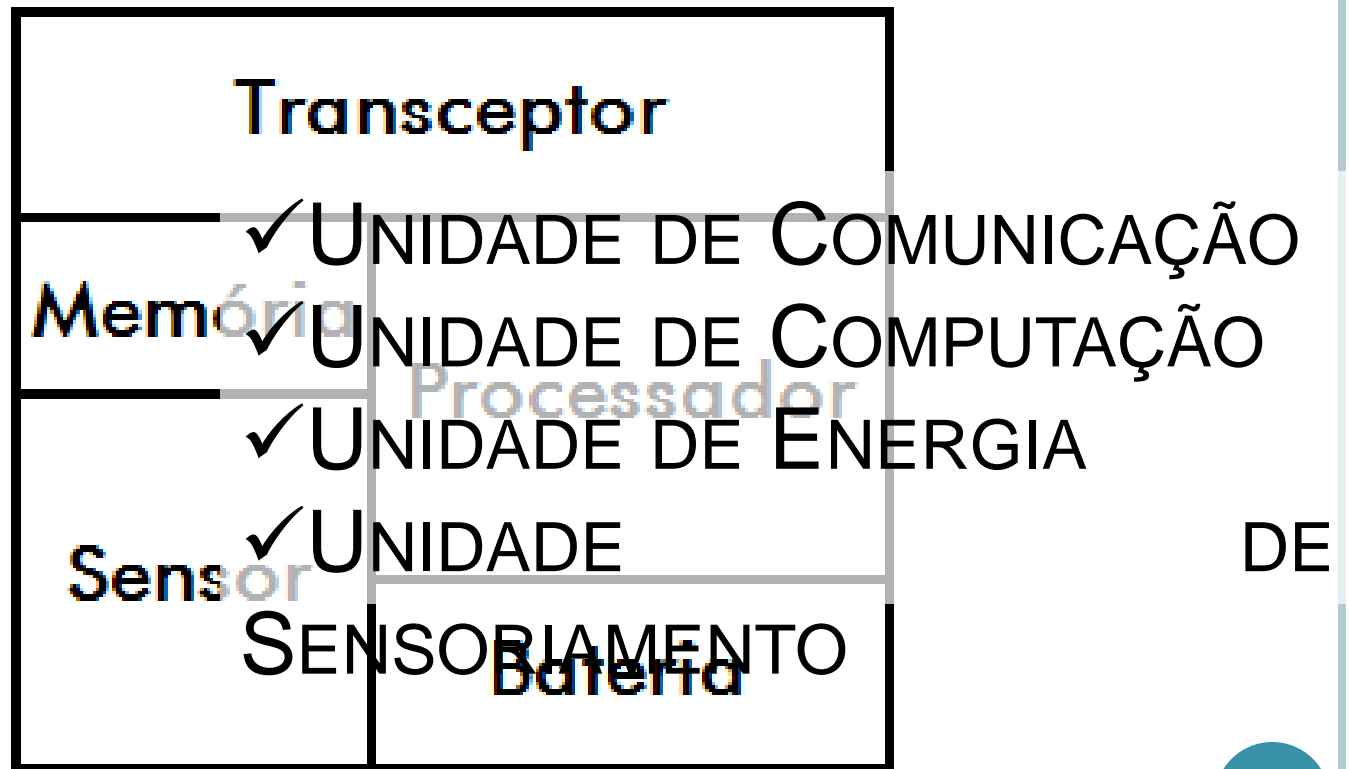 Transceptor
✓UNIDADE DE COMUNICAÇÃO
Memória
✓UNIDADE DE COMPUTAÇÃO
Processador
✓UNIDADE DE ENERGIA
✓UNIDADE DE
Sensor
SENSORIAMENTO
Bateria